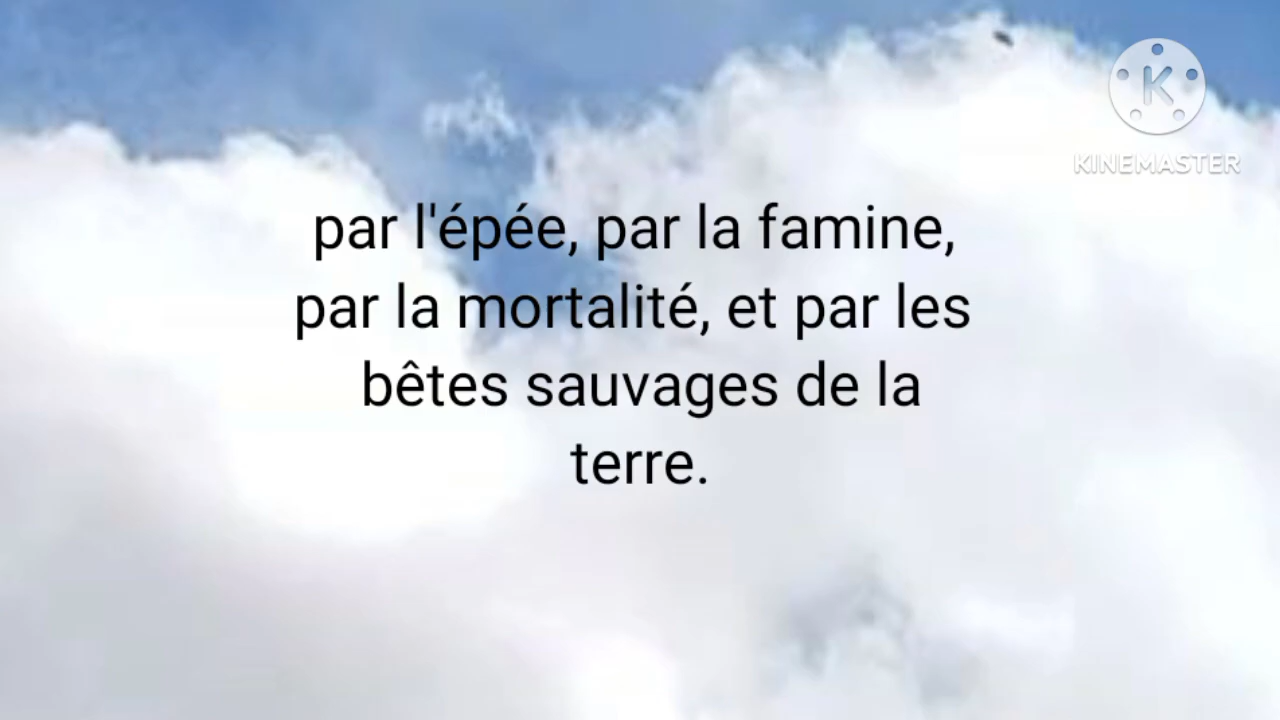 KINEMASTER
par l'épée, par la famine,
par la mortalité, et par les
bêtes sauvages de la
terre.